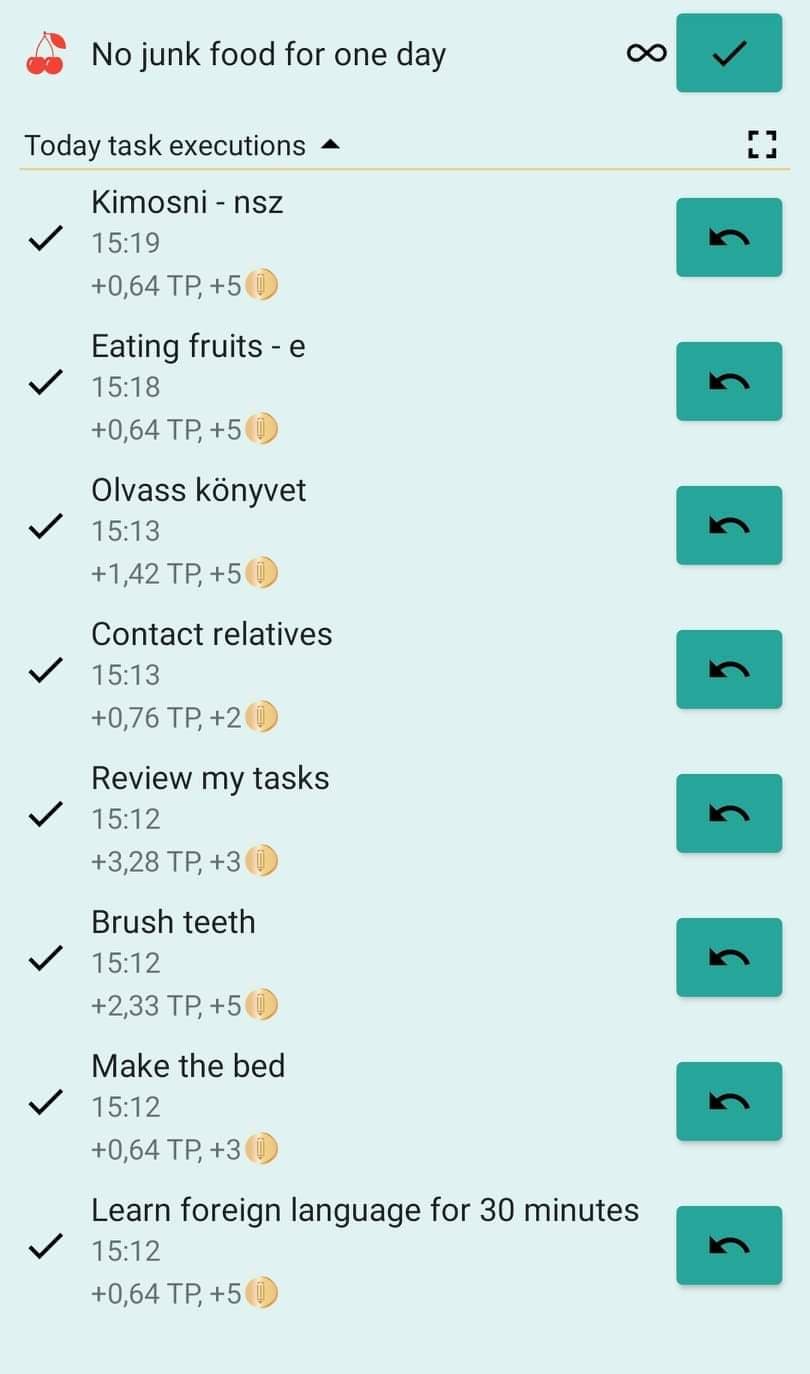 No junk food for one day ∞
Today task executions
Kimosni - nsz
15:19
+0,64 TP, +5
Eating fruits - e
15:18
+0,64 TP, +5
Olvass könyvet
15:13
+1,42 TP, +5
Contact relatives
15:13
+0,76 TP, +2
Review my tasks
15:12
+3,28 TP, +3
Brush teeth
15:12
+2,33 TP, +5
Make the bed
15:12
+0,64 TP, +3
Learn foreign language for 30 minutes
15:12
+0,64 TP, +5